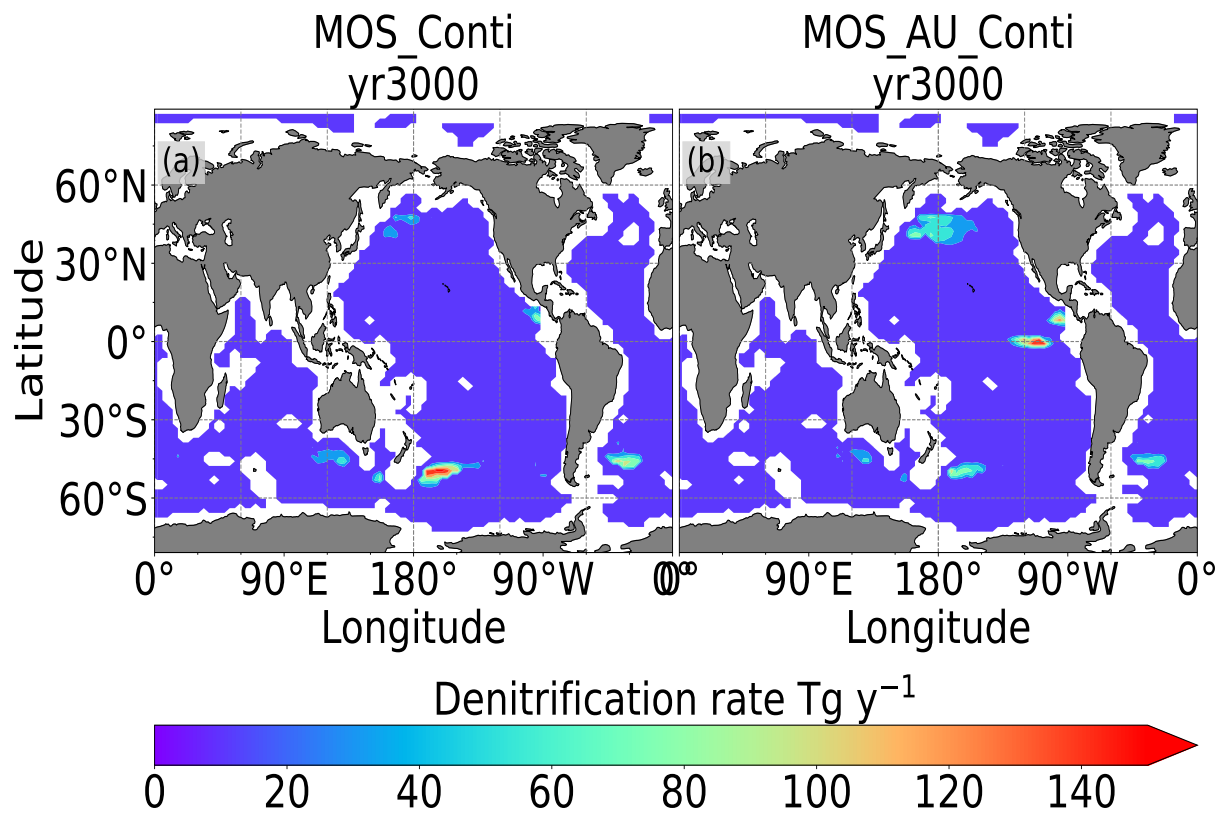 MOS_Conti
yr3000
MOS_AU_Conti
yr3000
(a)
(b)
60°N
30°N
0°
30°S
60°S
Latitude
0° 90°E 180° 90°W 0°
0° 90°E 180° 90°W 0°
Longitude
Longitude
Denitrification rate Tg y⁻¹
0 20 40 60 80 100 120 140